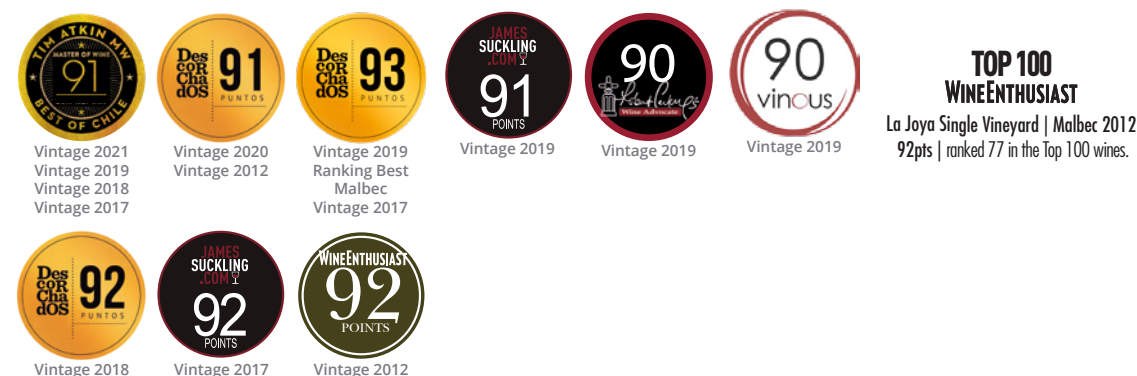 TIM ATKIN MW
MASTER OF WINE
91
BEST OF CHILE
Vintage 2021
Vintage 2019
Vintage 2018
Vintage 2017
Des
coR
Cha
dOS
91
PUNTOS
Vintage 2020
Vintage 2012
Des
coR
Cha
dOS
93
PUNTOS
Vintage 2019
Ranking Best
Malbec
Vintage 2017
JAMES
SUCKLING
.COM
91
POINTS
Vintage 2019
90
Wine Advocate
Vintage 2019
90
vinous
Vintage 2019
TOP 100
WINEENTHUSIAST
La Joya Single Vineyard | Malbec 2012
92pts | ranked 77 in the Top 100 wines.
Des
coR
Cha
dOS
92
PUNTOS
Vintage 2018
JAMES
SUCKLING
.COM
92
POINTS
Vintage 2017
WINEENTHUSIAST
92
POINTS
Vintage 2012